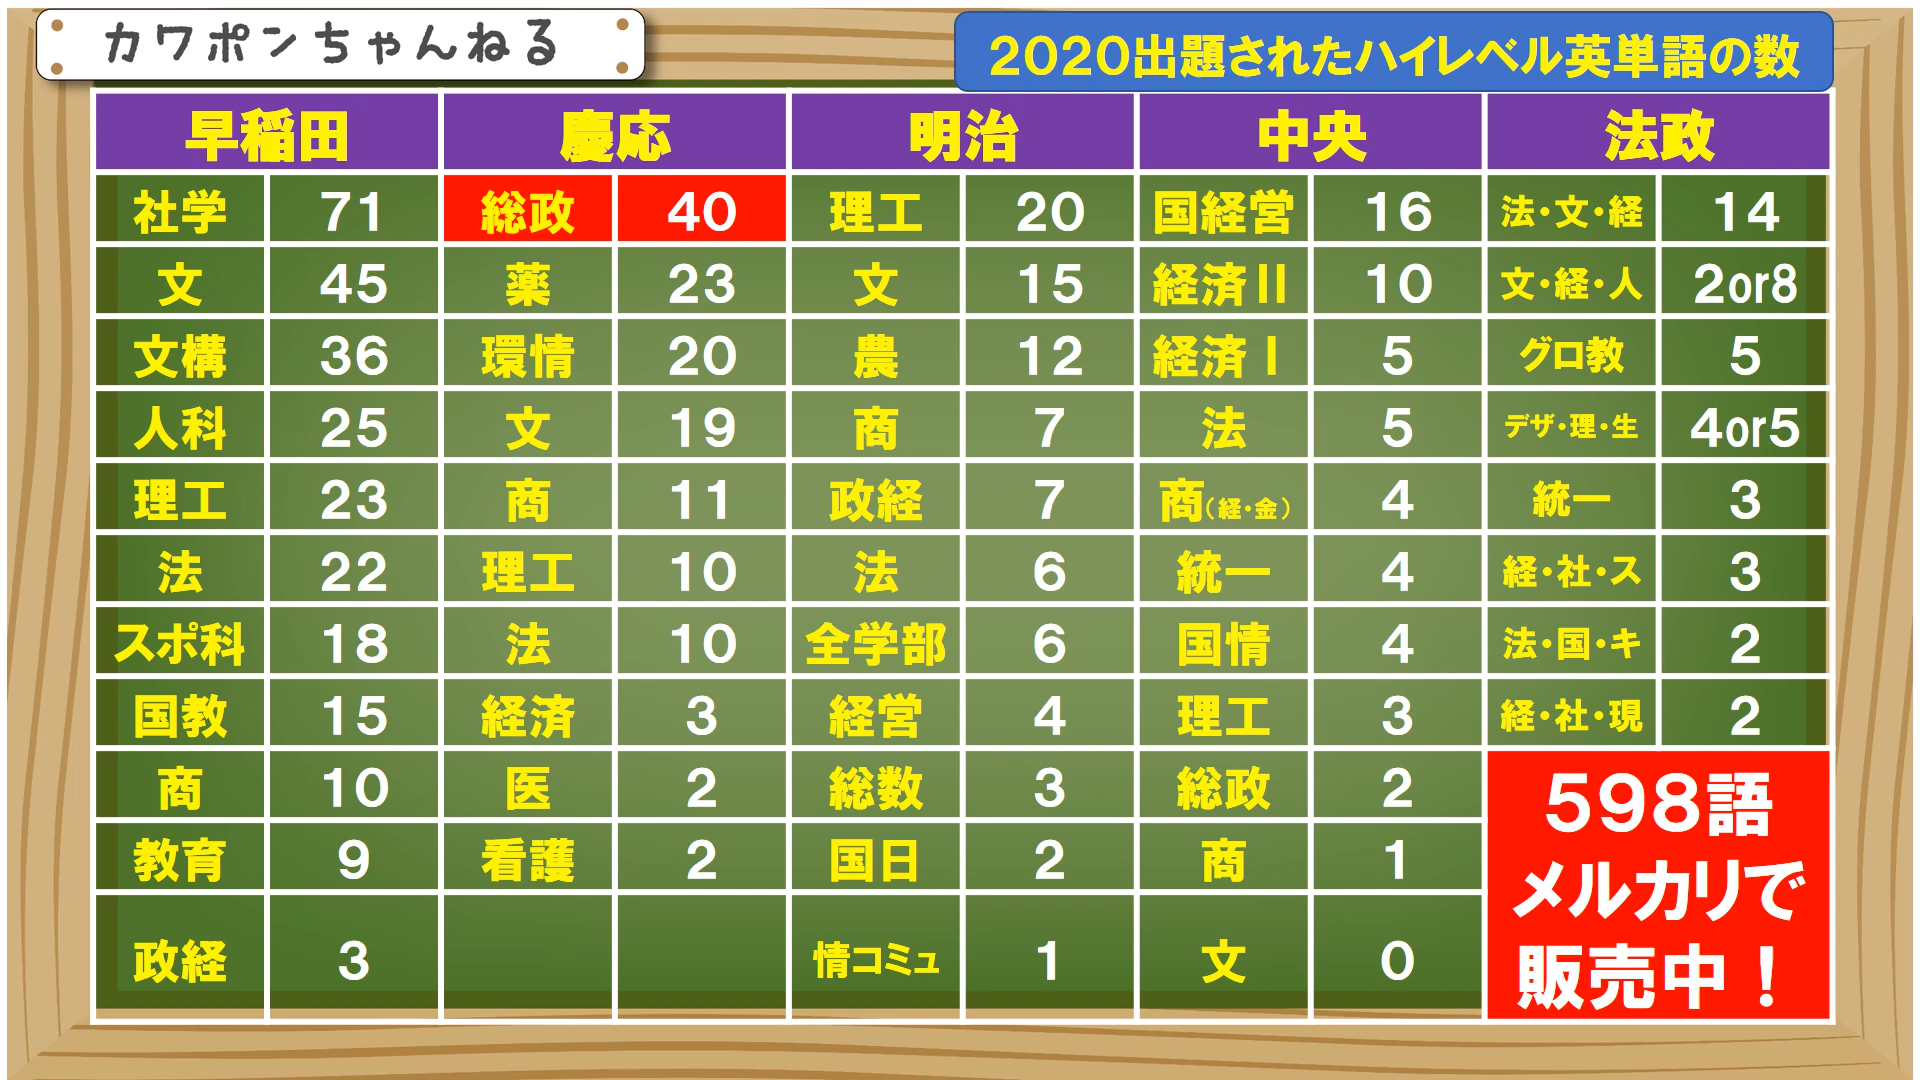 カワポンちゃんねる
2020出題されたハイレベル英単語の数
早稲田 慶応 明治 中央 法政
社学 71 総政 40 理工 20 国経営 16 法・文・経 14
文 45 薬 23 文 15 経済Ⅱ 10 文・経・人 2or8
文構 36 環情 20 農 12 経済Ⅰ 5 グロ教 5
人科 25 文 19 商 7 法 5 デザ・理・生 4or5
理工 23 商 11 政経 7 商(経・金) 4 統一 3
法 22 理工 10 法 6 統一 4 経・社・ス 3
スポ科 18 法 10 全学部 6 国情 4 法・国・キ 2
国教 15 経済 3 経営 4 理工 3 経・社・現 2
商 10 医 2 総数 3 総政 2
教育 9 看護 2 国日 2 商 1
政経 3 情コミュ 1 文 0
598語
メルカリで
販売中！